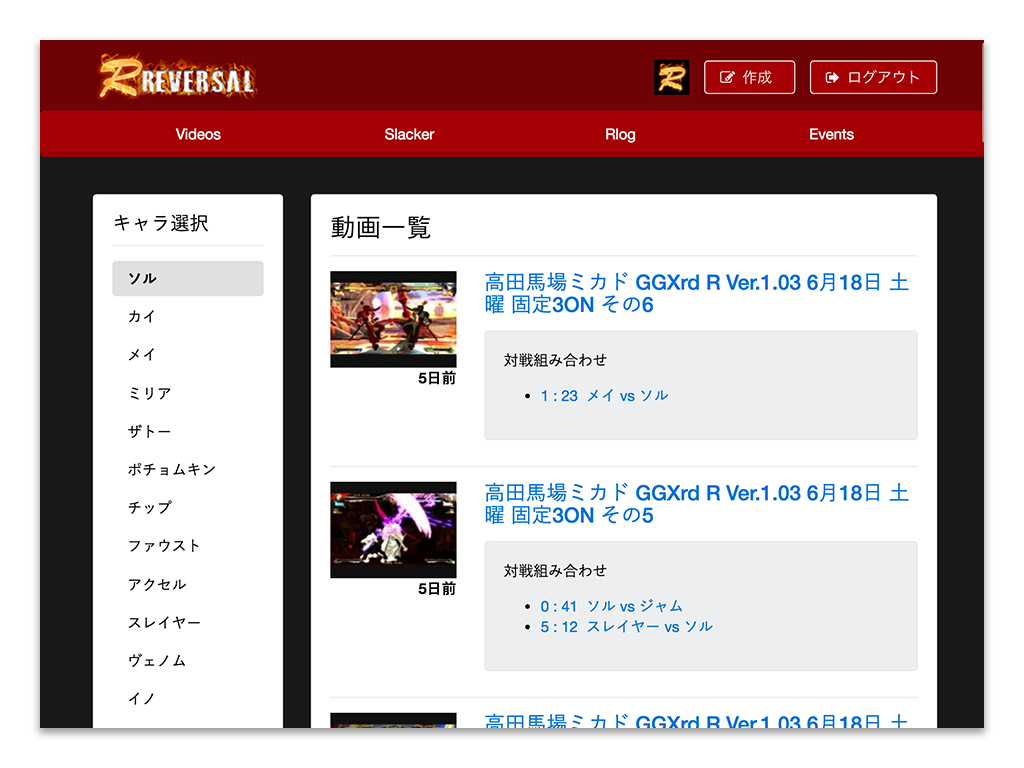 REVERSAL
作成
ログアウト
Videos
Slacker
Rlog
Events
キャラ選択
ソル
カイ
メイ
ミリア
ザトー
ポチョムキン
チップ
ファウスト
アクセル
スレイヤー
ヴェノム
イノ
動画一覧
高田馬場ミカド GGXrd R Ver.1.03 6月18日 土
曜 固定3ON その6
5日前
対戦組み合わせ
• 1 : 23 メイ vs ソル
高田馬場ミカド GGXrd R Ver.1.03 6月18日 土
曜 固定3ON その5
5日前
対戦組み合わせ
• 0 : 41 ソル vs ジャム
• 5 : 12 スレイヤー vs ソル
高田馬場ミカド GGXrd R Ver.1.03 6月18日 土